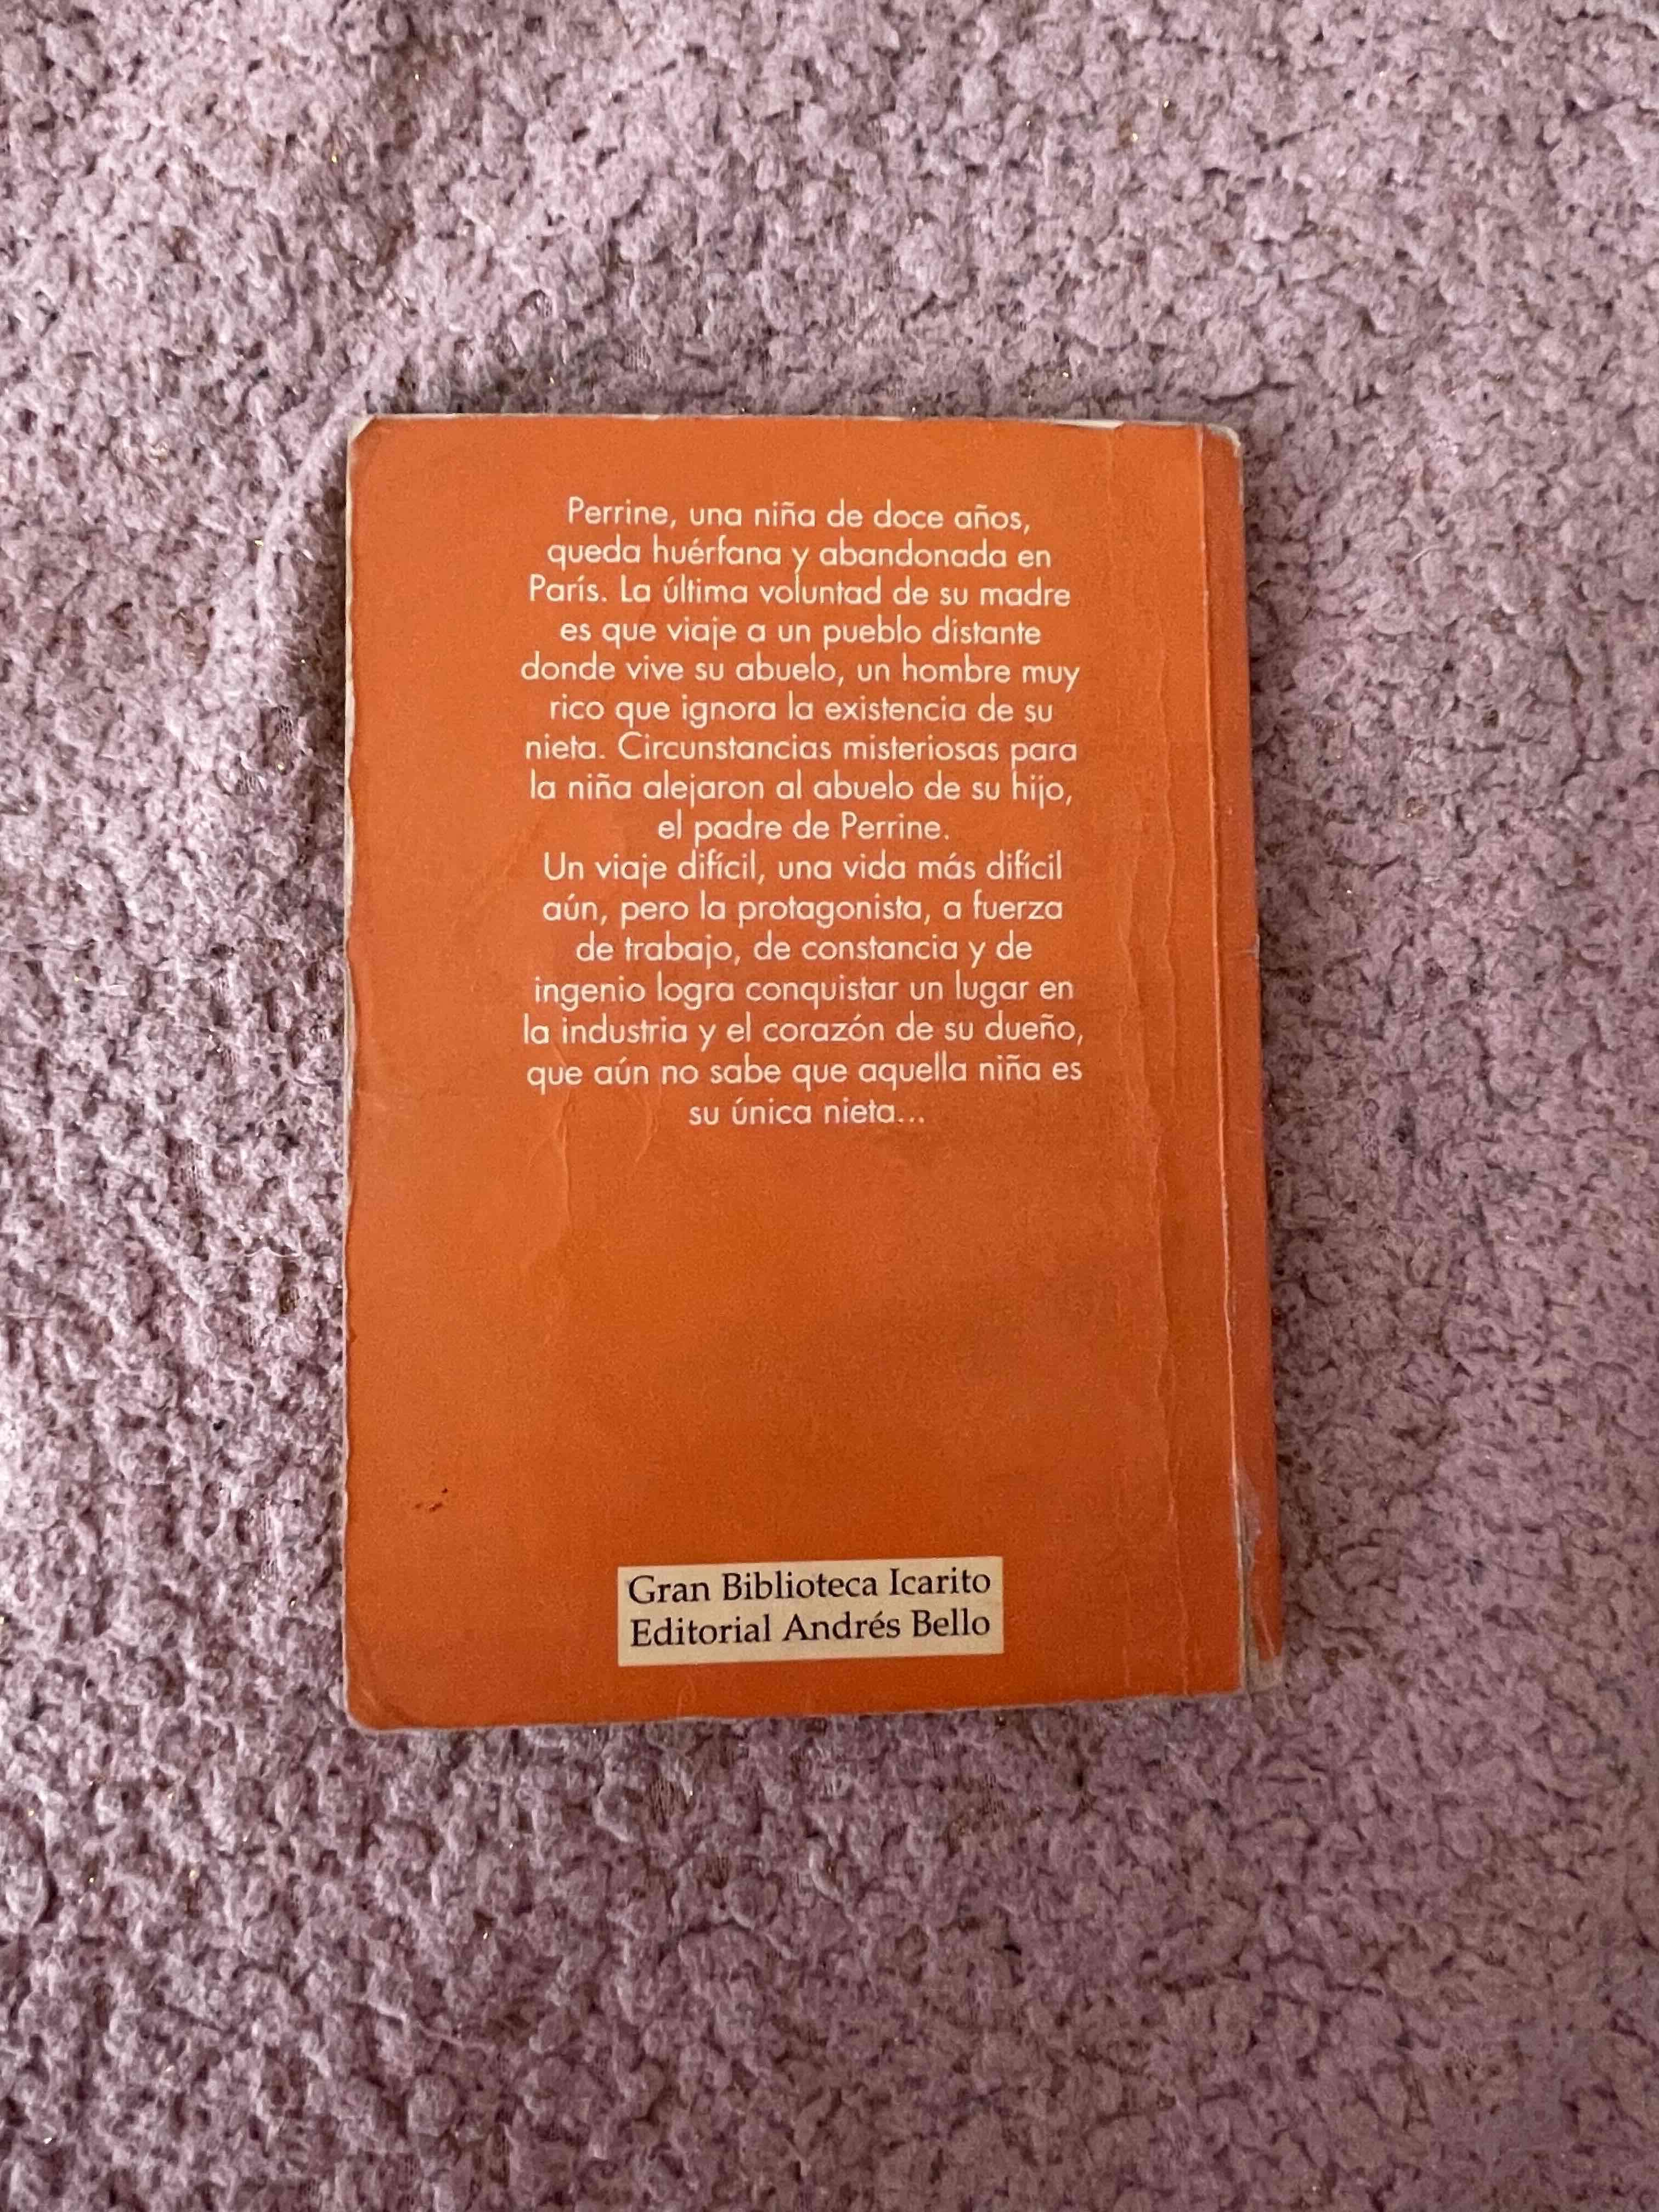 Perrine, una niña de doce años,
queda huérfana y abandonada en
París. La última voluntad de su madre
es que viaje a un pueblo distante
donde vive su abuelo, un hombre muy
rico que ignora la existencia de su
nieta. Circunstancias misteriosas para
la niña alejaron al abuelo de su hijo,
el padre de Perrine.
Un viaje difícil, una vida más difícil
aún, pero la protagonista, a fuerza
de trabajo, de constancia y de
ingenio logra conquistar un lugar en
la industria y el corazón de su dueño,
que aún no sabe que aquella niña es
su única nieta...
Gran Biblioteca Icarito
Editorial Andrés Bello